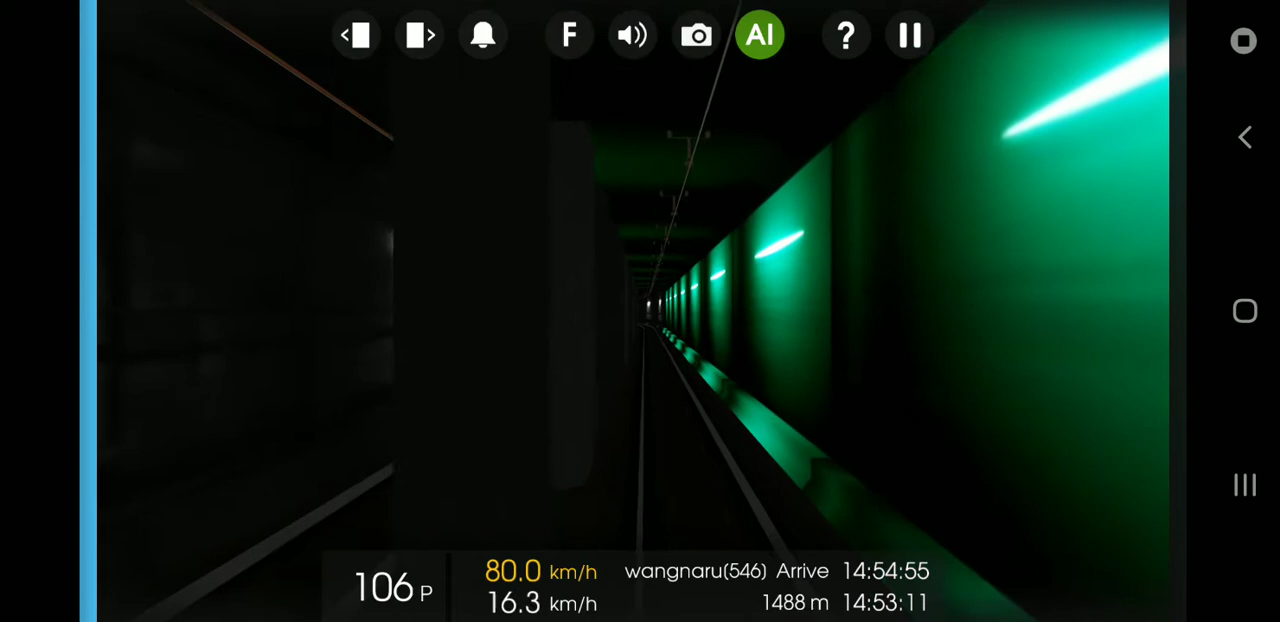 F AI ?
106 P
80.0 km/h
16.3 km/h
wangnaru(546) Arrive 14:54:55
1488 m 14:53:11